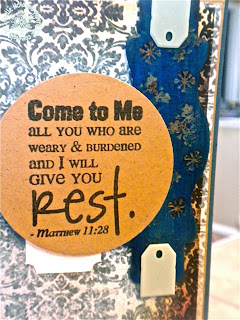 Come to Me
ALL YOU WHO ARE
WEARY & BURDENED
AND I WILL
GIVE YOU
Rest.
- Matthew 11:28